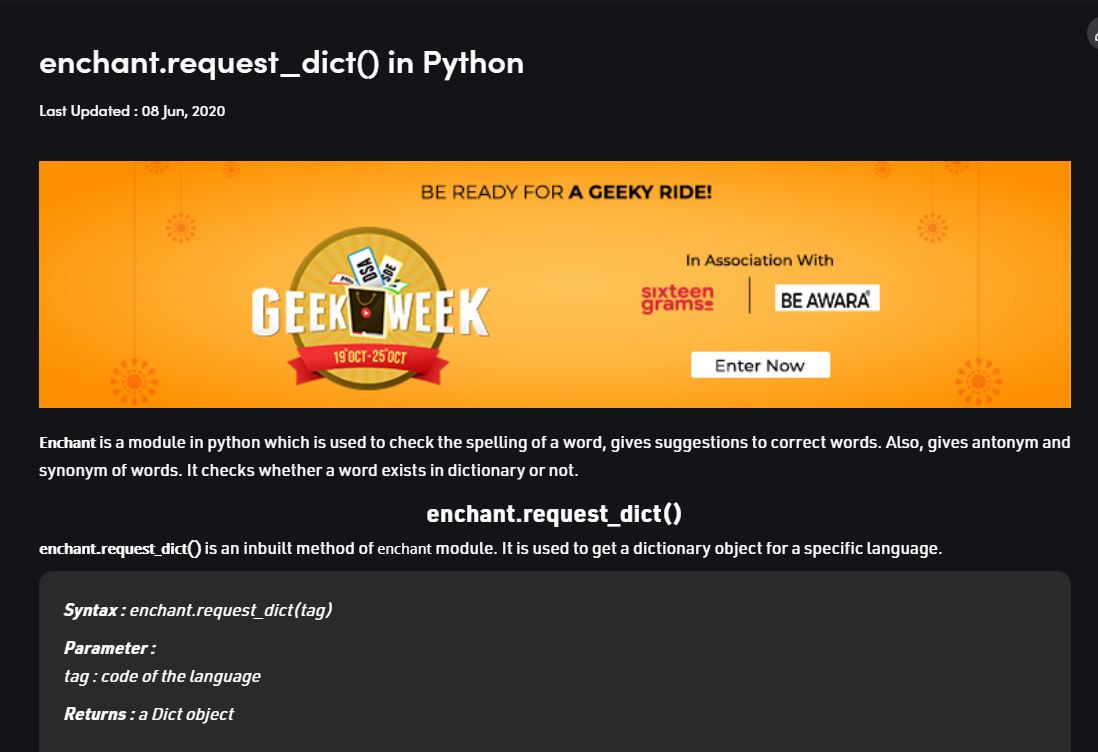 enchant.request_dict() in Python
Last Updated : 08 Jun, 2020
BE READY FOR A GEEKY RIDE!
DSA
GEEK WEEK
19 OCT-25 OCT
In Association With
sixteen
grams
BE AWARA
Enter Now
Enchant is a module in python which is used to check the spelling of a word, gives suggestions to correct words. Also, gives antonym and
synonym of words. It checks whether a word exists in dictionary or not.
enchant.request_dict()
enchant.request_dict() is an inbuilt method of enchant module. It is used to get a dictionary object for a specific language.
Syntax : enchant.request_dict(tag)
Parameter :
tag : code of the language
Returns : a Dict object